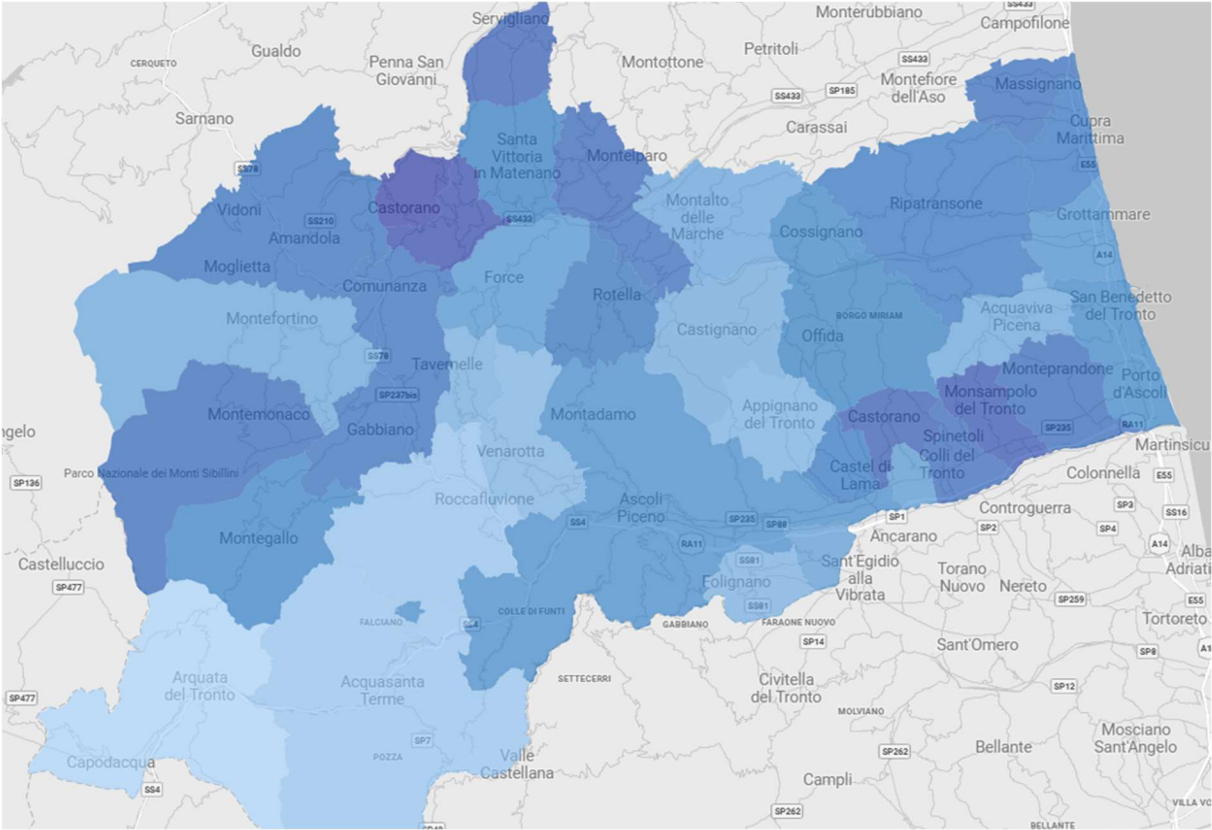 Servigliano
Monterubbiano
SS433
Campofilone
Gualdo
CERQUETO
Penna San
Giovanni
Montottone
Petritoli
SS433
Montefiore
dell'Aso
SP185
SS433
Massignano
Sarnano
Carassai
Cupra
Marittima
Santa
Vittoria
in Matenano
Montelparo
E55
SS78
Castorano
Vidoni
SS210
Amandola
SS433
Montalto
delle
Marche
Ripatransone
Cossignano
Grottammare
A14
Moglietta
Comunanza
Force
Rotella
San Benedetto
del Tronto
Montefortino
Castignano
BORGO MIRIAM
Offida
Acquaviva
Picena
SS78
Tavernelle
SP237bis
Monteprandone
Porto
d'Ascoli
Monsampolo
del Tronto
Montemonaco
Gabbiano
Montadamo
Appignano
del Tronto
Castorano
SP235
RA11
ngelo
Venarotta
Spinetoli
Colli del
Tronto
Martinsicu
Parco Nazionale dei Monti Sibillini
SP136
Castel di
Lama
Colonnella
E55
Roccafluvione
Ascoli
Piceno
SS4
SP235
SP88
SP1
Controguerra
SP3
SS16
SP2
SP4
Montegallo
RA11
Ancarano
A14
Alba
Adriati
Castelluccio
SP477
SS81
Folignano
Sant'Egidio
alla
Vibrata
Torano
Nuovo
Nereto
SP259
E55
SS81
COLLE DI FUNTI
FALCIANO
SS4
GABBIANO
FARAONE NUOVO
Tortoreto
SP14
Sant'Omero
SP8
A1
Arquata
del Tronto
Acquasanta
Terme
SETTECERRI
Civitella
del Tronto
SP12
SP477
MOLVIANO
SP7
POZZA
Valle
Castellana
SP262
Bellante
Mosciano
Sant'Angelo
Capodacqua
SS4
Campli
SP262
VILLA VO
BELLANTE